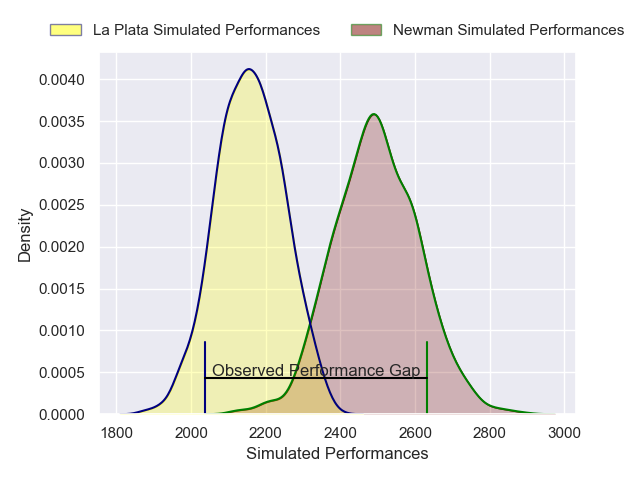 La Plata Simulated Performances Newman Simulated Performances
0.0040
0.0035
0.0030
0.0025
0.0020
0.0015
0.0010
0.0005
0.0000
Density
Observed Performance Gap
1800 2000 2200 2400 2600 2800 3000
Simulated Performances